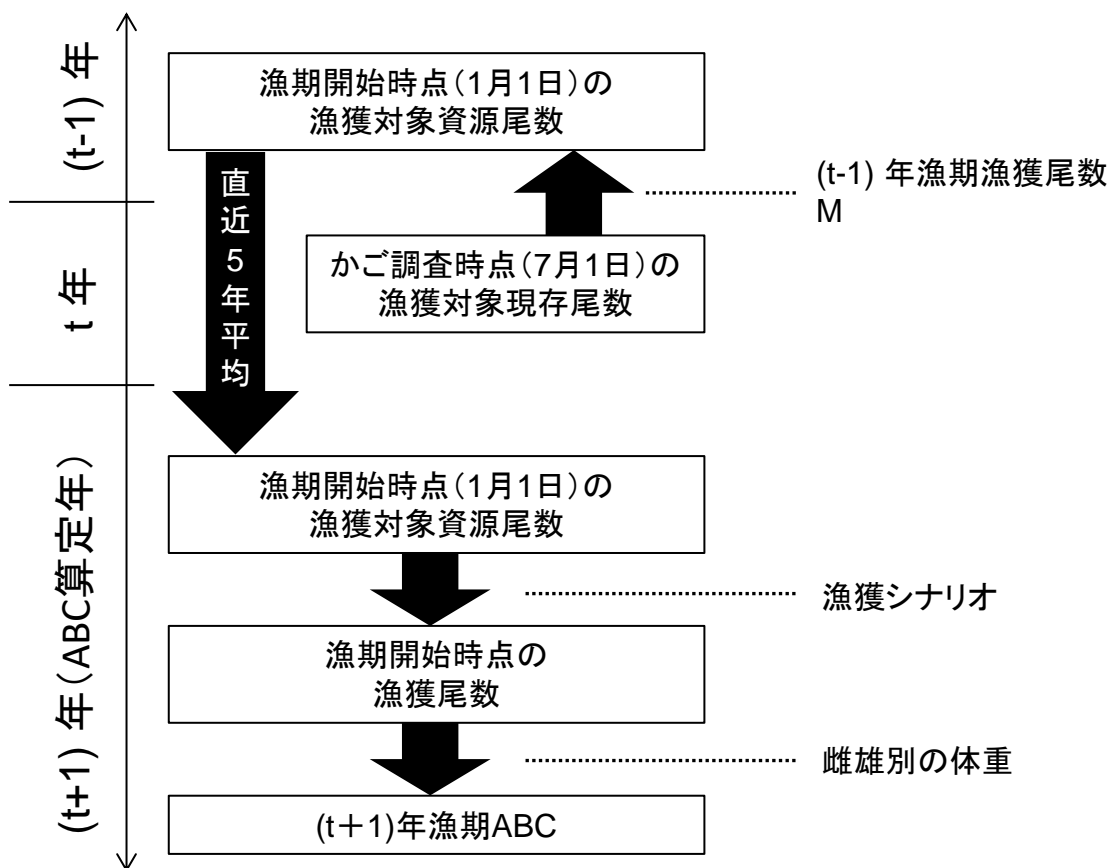 (t-1) 年
t 年
(t+1) 年(ABC算定年)
漁期開始時点(1月1日)の
漁獲対象資源尾数
直近5年平均
(t-1) 年漁期漁獲尾数
M
かご調査時点(7月1日)の
漁獲対象現存尾数
漁期開始時点(1月1日)の
漁獲対象資源尾数
漁獲シナリオ
漁期開始時点の
漁獲尾数
雌雄別の体重
(t+1)年漁期ABC